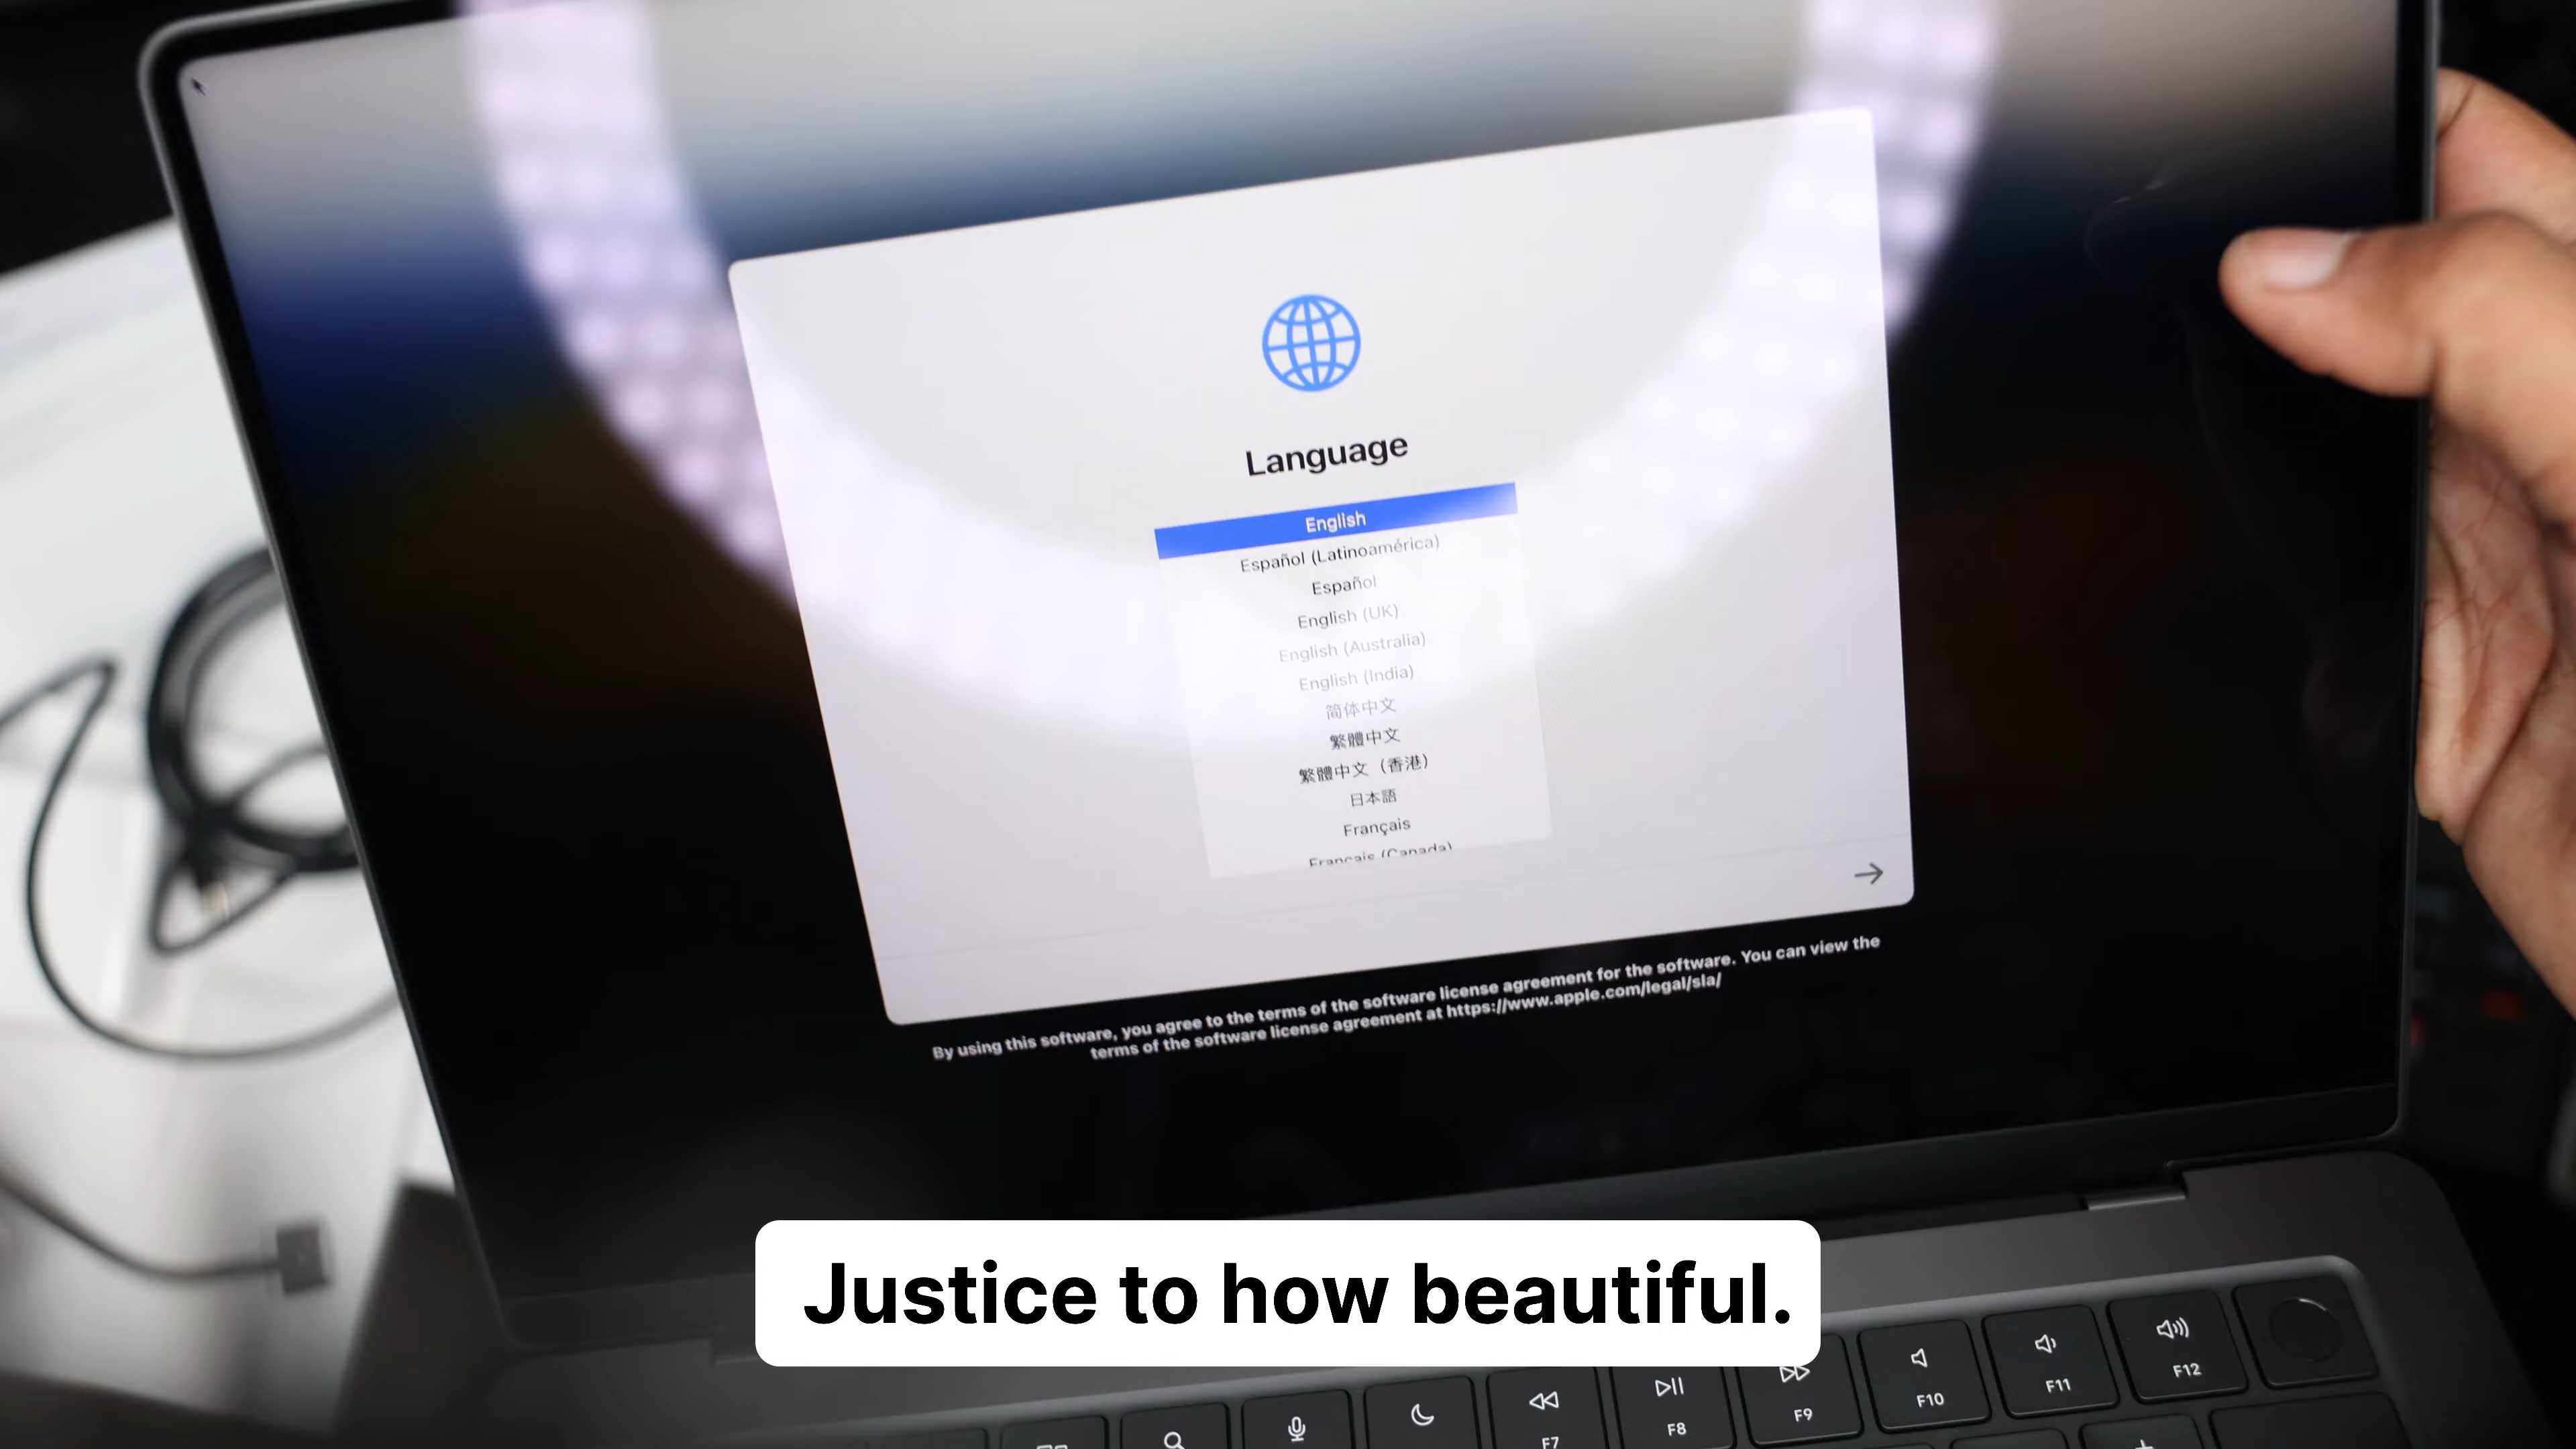 Language
English
Español (Latinoamérica)
Español
English (UK)
English (Australia)
English (India)
简体中文
繁體中文
繁體中文（香港）
日本語
Français
Français (Canada)
By using this software, you agree to the terms of the software license agreement for the software. You can view the
terms of the software license agreement at https://www.apple.com/legal/sla/
Justice to how beautiful.
F7
F8
F9
F10
F11
F12